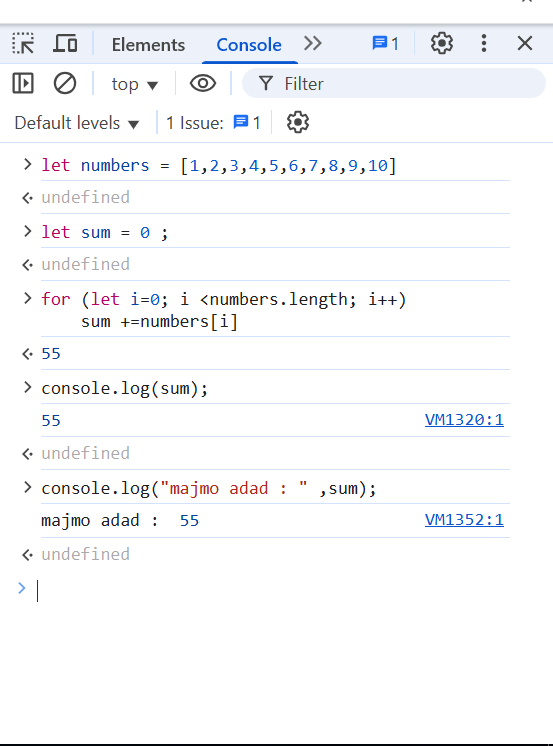 Elements Console 1
top Filter
Default levels 1 Issue: 1
let numbers = [1,2,3,4,5,6,7,8,9,10]
undefined
let sum = 0 ;
undefined
for (let i=0; i <numbers.length; i++)
sum +=numbers[i]
55
console.log(sum);
55 VM1320:1
undefined
console.log("majmo adad : " ,sum);
majmo adad :  55 VM1352:1
undefined